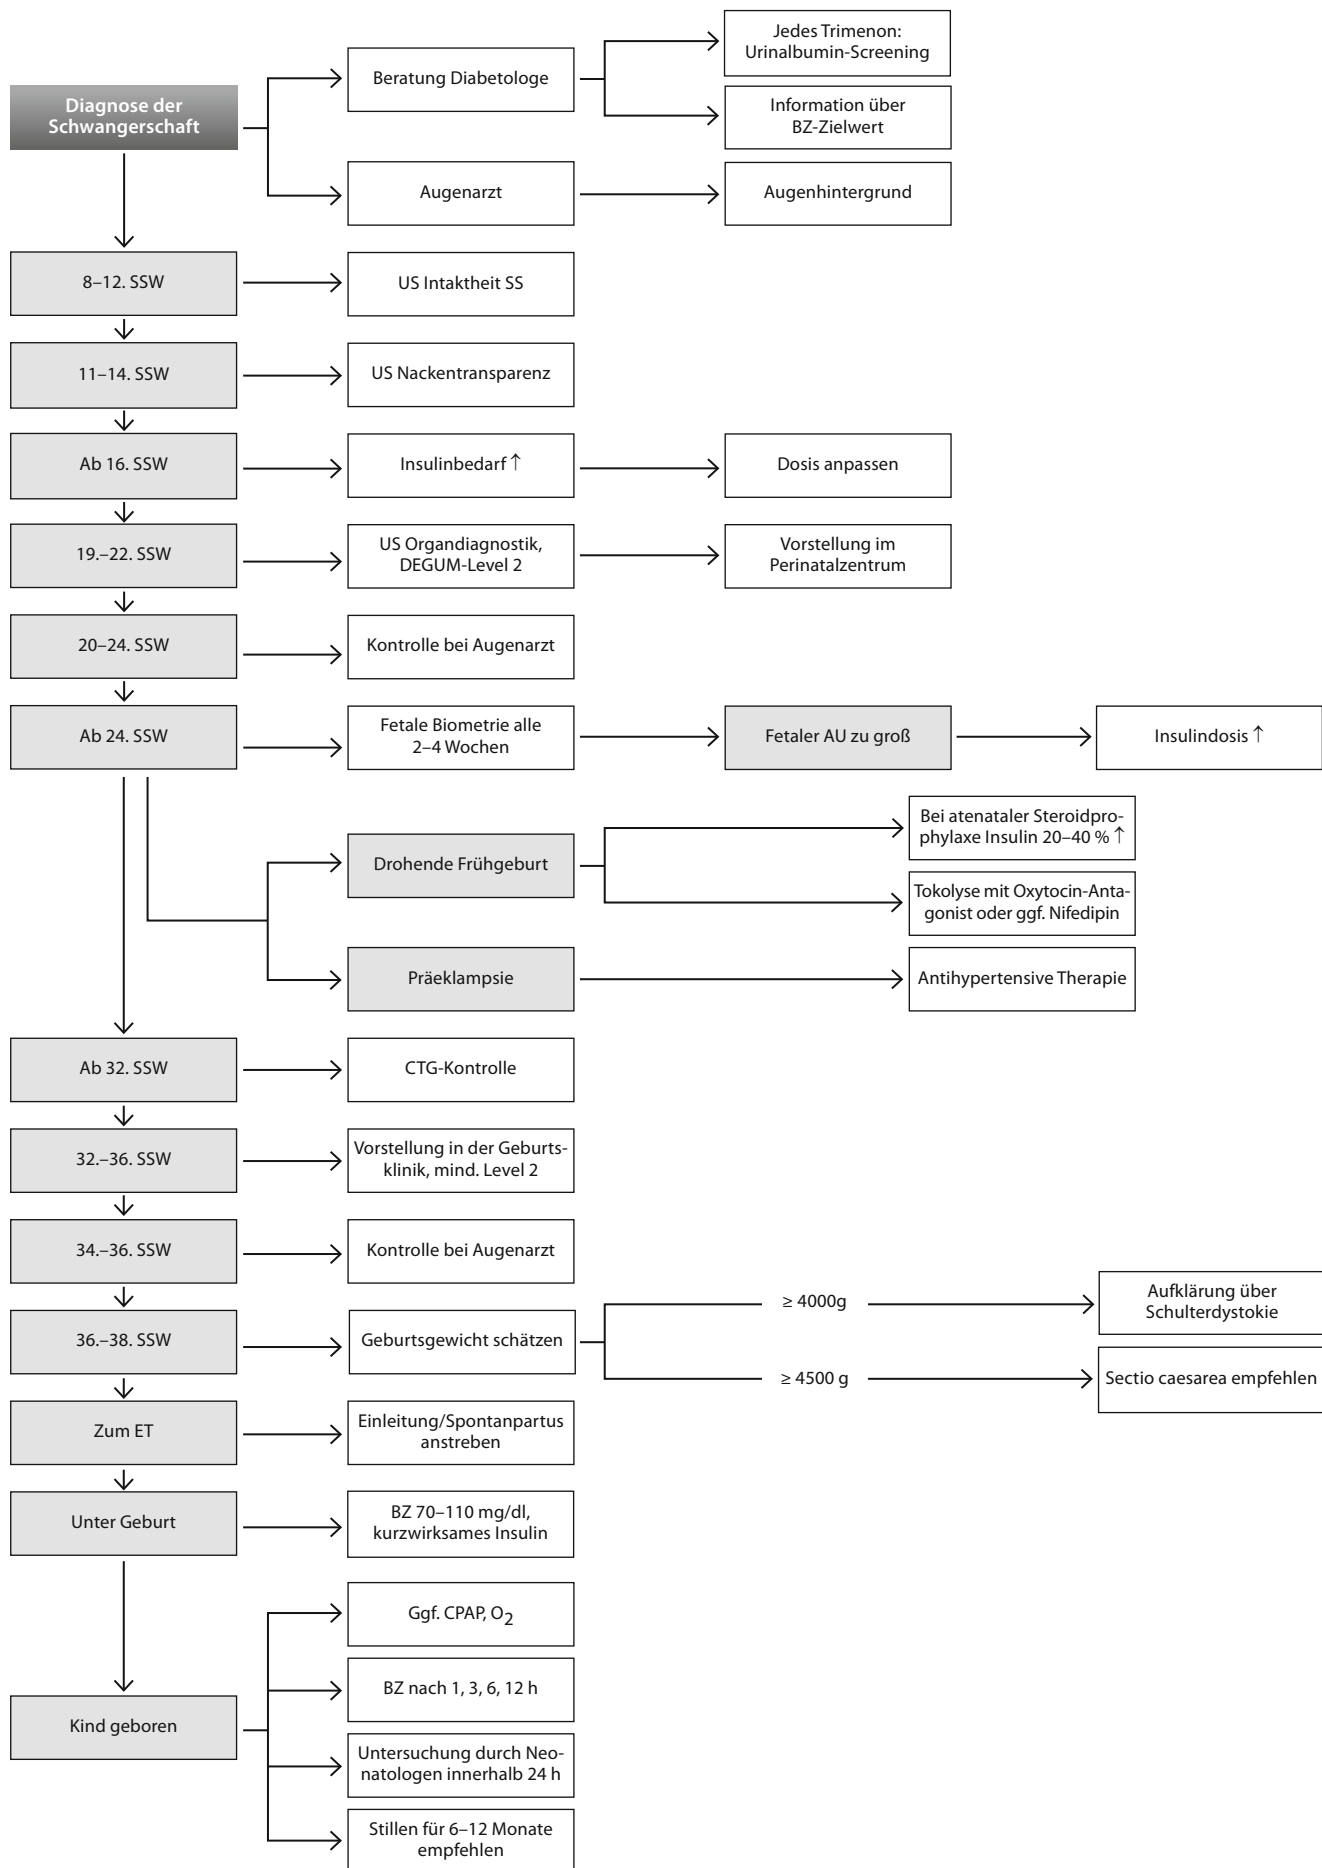 Jedes Trimenon:
Urinalbumin-Screening
Beratung Diabetologe
Diagnose der
Schwangerschaft
Information über
BZ-Zielwert
Augenarzt
Augenhintergrund
8–12. SSW
US Intaktheit SS
11–14. SSW
US Nackentransparenz
Ab 16. SSW
Insulinbedarf ↑
Dosis anpassen
19.–22. SSW
US Organdiagnostik,
DEGUM-Level 2
Vorstellung im
Perinatalzentrum
20–24. SSW
Kontrolle bei Augenarzt
Ab 24. SSW
Fetale Biometrie alle
2–4 Wochen
Fetaler AU zu groß
Insulindosis ↑
Drohende Frühgeburt
Bei atenataler Steroidpro-
phylaxe Insulin 20–40 % ↑
Tokolyse mit Oxytocin-Anta-
gonist oder ggf. Nifedipin
Präeklampsie
Antihypertensive Therapie
Ab 32. SSW
CTG-Kontrolle
32.–36. SSW
Vorstellung in der Geburts-
klinik, mind. Level 2
34.–36. SSW
Kontrolle bei Augenarzt
36.–38. SSW
Geburtsgewicht schätzen
≥ 4000g
Aufklärung über
Schulterdystokie
≥ 4500 g
Sectio caesarea empfehlen
Zum ET
Einleitung/Spontanpartus
anstreben
Unter Geburt
BZ 70–110 mg/dl,
kurzwirksames Insulin
Kind geboren
Ggf. CPAP, O2
BZ nach 1, 3, 6, 12 h
Untersuchung durch Neo-
natologen innerhalb 24 h
Stillen für 6–12 Monate
empfehlen